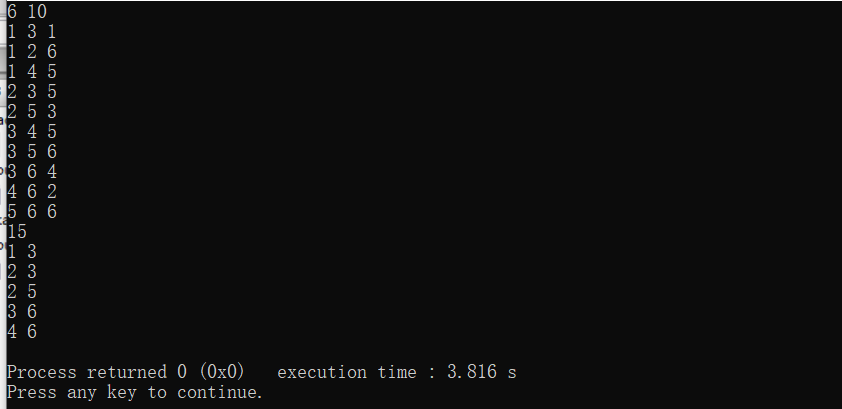 6 10
1 3 1
1 2 6
1 4 5
2 3 5
2 5 3
3 4 5
3 5 6
3 6 4
4 6 2
5 6 6
15
1 3
2 3
2 5
3 6
4 6
Process returned 0 (0x0)   execution time : 3.816 s
Press any key to continue.